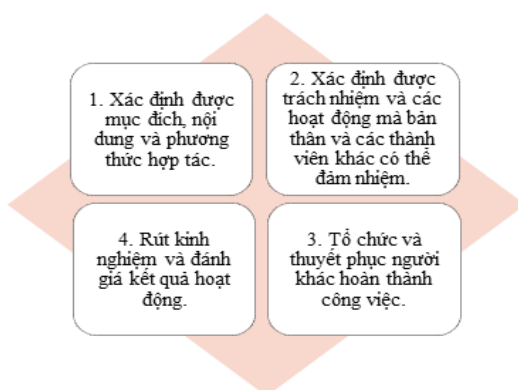 1. Xác định được
mục đích, nội
dung và phương
thức hợp tác.
2. Xác định được
trách nhiệm và các
hoạt động mà bản
thân và các thành
viên khác có thể
đảm nhiệm.
4. Rút kinh
nghiệm và đánh
giá kết quả hoạt
động.
3. Tổ chức và
thuyết phục người
khác hoàn thành
công việc.